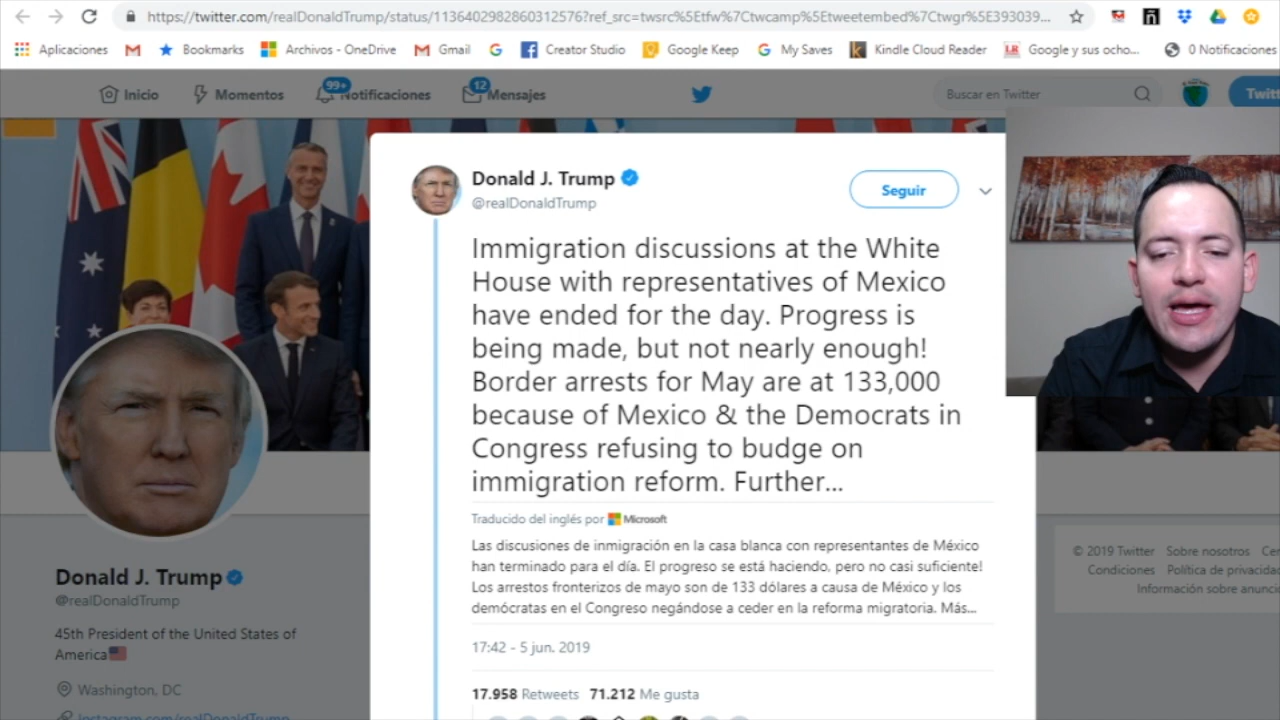 https://twitter.com/realDonaldTrump/status/1136402982860312576?ref_src=twsrc%5Etfw%7Ctwcamp%5Etweetembed%7Ctwgr%5E393039...
Aplicaciones Bookmarks Archivos - OneDrive Gmail Creator Studio Google Keep My Saves Kindle Cloud Reader LR Google y sus ocho... 0 Notificaciones
Inicio Momentos 99+ Notificaciones 12 Mensajes Buscar en Twitter Twitt
Donald J. Trump
@realDonaldTrump
Seguir
Immigration discussions at the White
House with representatives of Mexico
have ended for the day. Progress is
being made, but not nearly enough!
Border arrests for May are at 133,000
because of Mexico & the Democrats in
Congress refusing to budge on
immigration reform. Further...
Traducido del inglés por Microsoft
Las discusiones de inmigración en la casa blanca con representantes de México
han terminado para el día. El progreso se está haciendo, pero no casi suficiente!
Los arrestos fronterizos de mayo son de 133 dólares a causa de México y los
demócratas en el Congreso negándose a ceder en la reforma migratoria. Más...
17:42 - 5 jun. 2019
17.958 Retweets 71.212 Me gusta
Donald J. Trump
@realDonaldTrump
45th President of the United States of
America
Washington, DC
Instagram.com/realDonaldTrump
© 2019 Twitter Sobre nosotros Cen
Condiciones Política de privacidad
Información sobre anunci